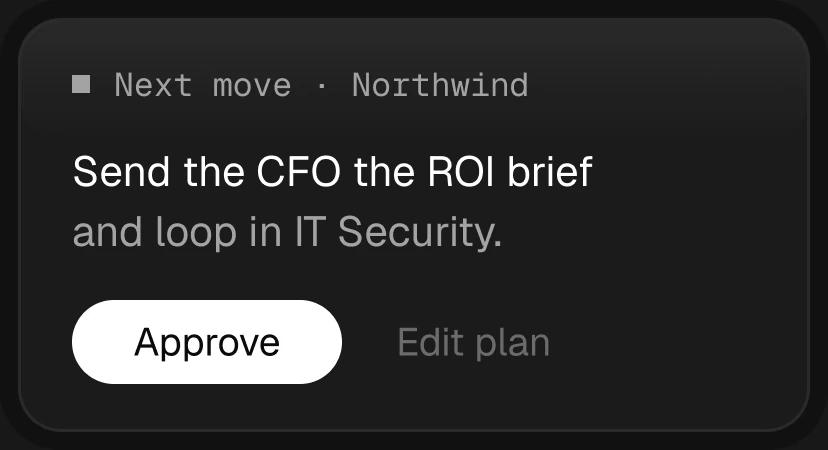 Next move · Northwind
Send the CFO the ROI brief
and loop in IT Security.
Approve
Edit plan